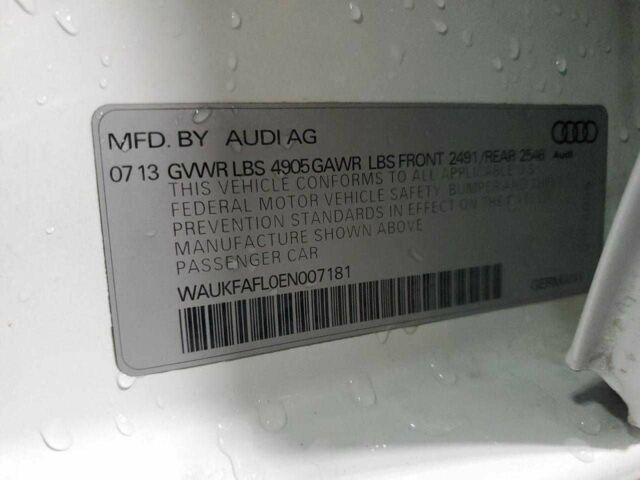 MFD. BY AUDI AG
07 13 GVWR LBS 4905 GAWR LBS FRONT 2491/REAR 2546 Audi
THIS VEHICLE CONFORMS TO ALL APPLICABLE U.S.
FEDERAL MOTOR VEHICLE SAFETY, BUMPER AND THEFT
PREVENTION STANDARDS IN EFFECT ON THE DATE OF
MANUFACTURE SHOWN ABOVE
PASSENGER CAR
WAUKFAFL0EN007181
GERMANY